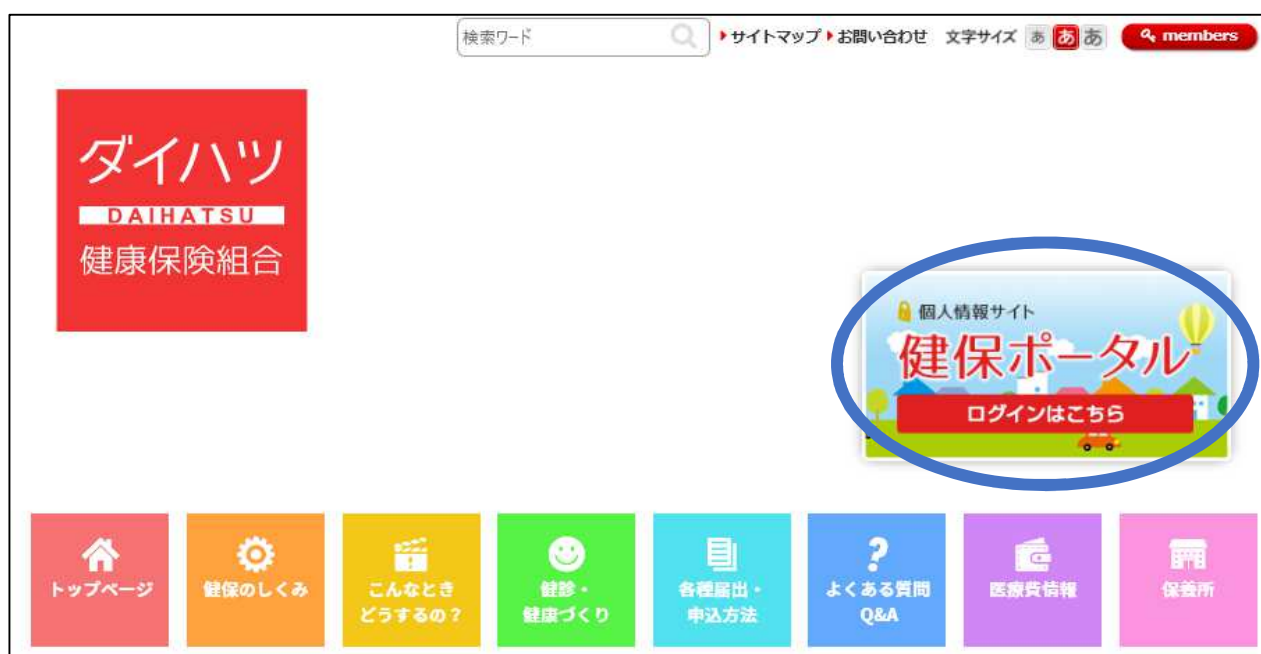 検索ワード
サイトマップ お問い合わせ 文字サイズ あ あ あ members
ダイハツ
DAIHATSU
健康保険組合
個人情報サイト
健保ポータル
ログインはこちら
トップページ
健保のしくみ
こんなとき
どうするの？
健診・
健康づくり
各種届出・
申込方法
よくある質問
Q&A
医療費情報
保養所